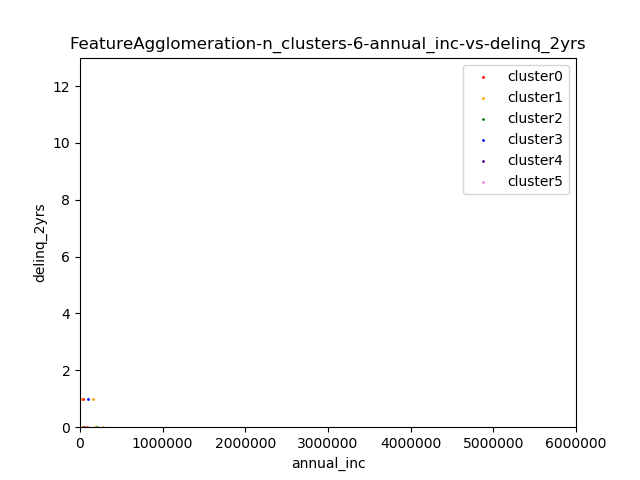 FeatureAgglomeration-n_clusters-6-annual_inc-vs-delinq_2yrs
cluster0
cluster1
cluster2
cluster3
cluster4
cluster5
delinq_2yrs
12
10
8
6
4
2
0
0 1000000 2000000 3000000 4000000 5000000 6000000
annual_inc